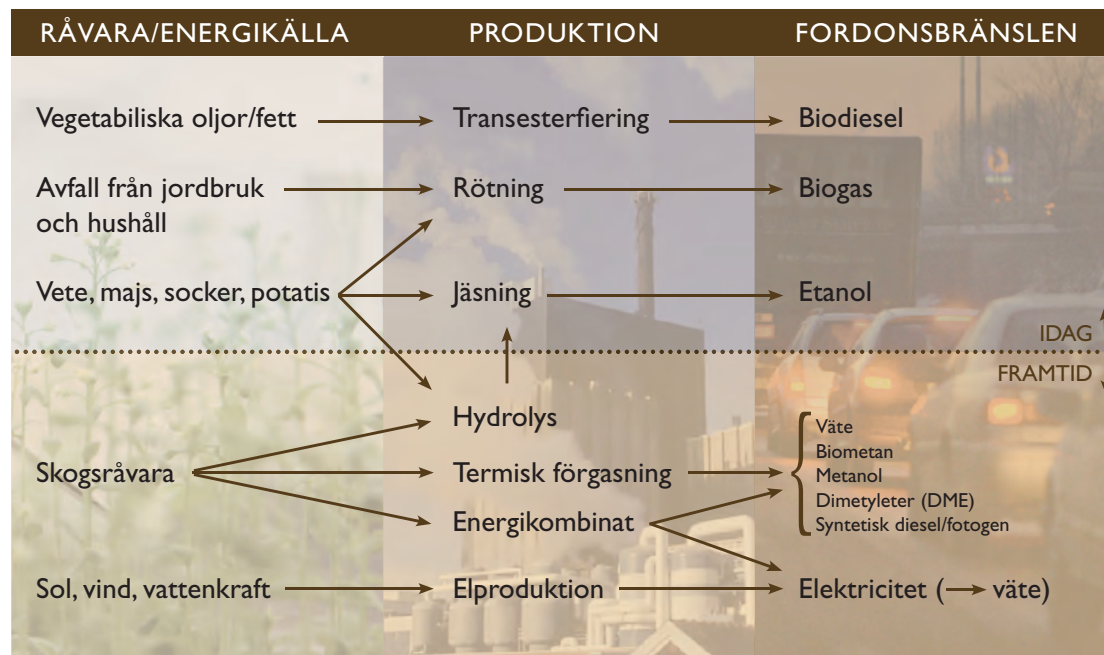 RÅVARA/ENERGIKÄLLA PRODUKTION FORDONSBRÄNSLEN
Vegetabiliska oljor/fett Transesterfiering Biodiesel
Avfall från jordbruk Rötning Biogas
och hushåll
Vete, majs, socker, potatis Jäsning Etanol
IDAG
FRAMTID
Hydrolys
Väte
Biometan
Skogsråvara Termisk förgasning Metanol
Dimetyleter (DME)
Energikombinat Syntetisk diesel/fotogen
Sol, vind, vattenkraft Elproduktion Elektricitet (→ väte)